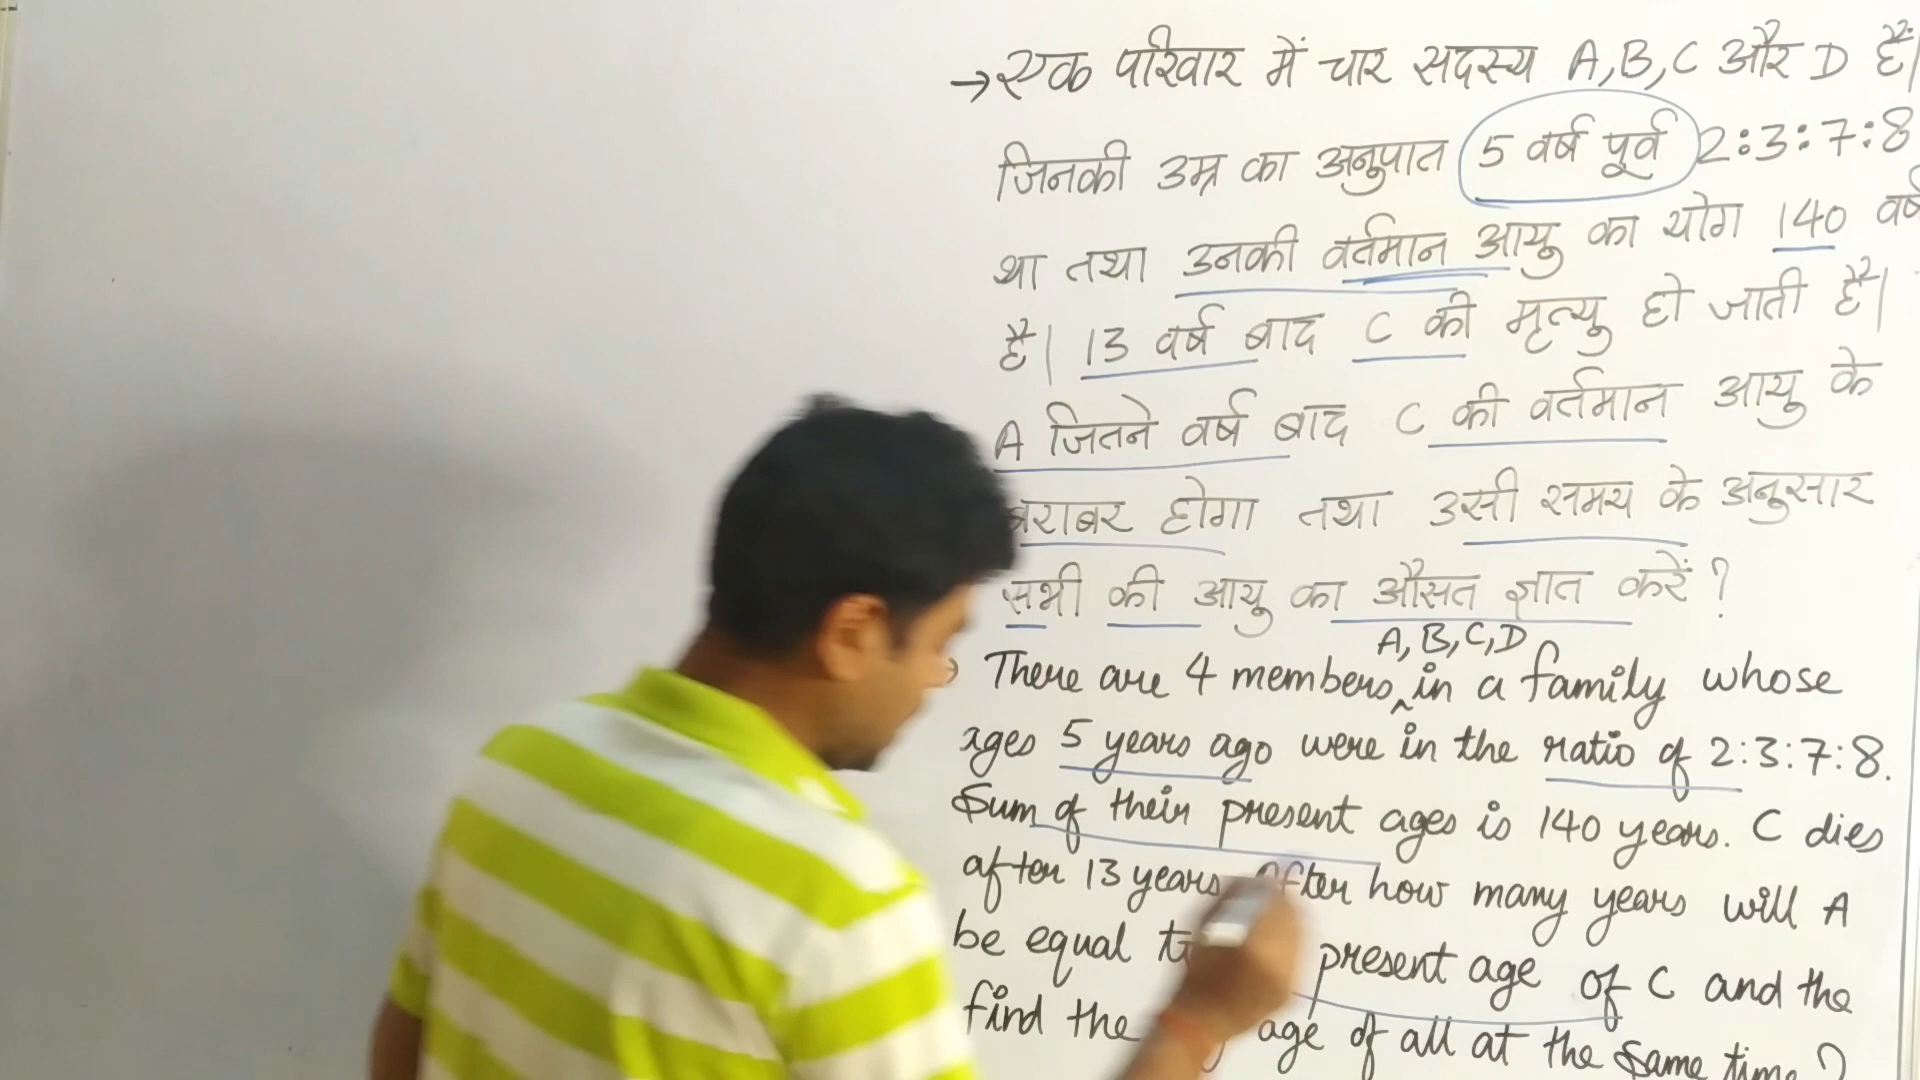 → एक परिवार में चार सदस्य A, B, C और D हैं।
जिनकी उम्र का अनुपात 5 वर्ष पूर्व 2:3:7:8
था तथा उनकी वर्तमान आयु का योग 140 वर्ष
है। 13 वर्ष बाद C की मृत्यु हो जाती है।
A जितने वर्ष बाद C की वर्तमान आयु के
बराबर होगा तथा उसी समय के अनुसार
सभी की आयु का औसत ज्ञात करें ?
A, B, C, D
There are 4 members ^ in a family whose
ages 5 years ago were in the ratio of 2:3:7:8.
Sum of their present ages is 140 years. C dies
after 13 years. After how many years will A
be equal present age of C and the
find the age of all at the same time?